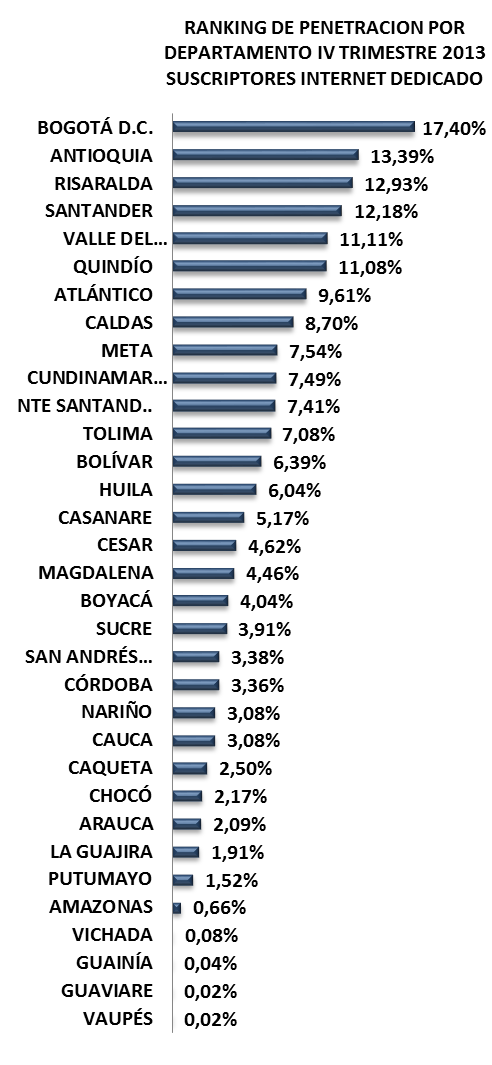 RANKING DE PENETRACION POR
DEPARTAMENTO IV TRIMESTRE 2013
SUSCRIPTORES INTERNET DEDICADO
BOGOTÁ D.C. 17,40%
ANTIOQUIA 13,39%
RISARALDA 12,93%
SANTANDER 12,18%
VALLE DEL... 11,11%
QUINDÍO 11,08%
ATLÁNTICO 9,61%
CALDAS 8,70%
META 7,54%
CUNDINAMAR... 7,49%
NTE SANTAND.. 7,41%
TOLIMA 7,08%
BOLÍVAR 6,39%
HUILA 6,04%
CASANARE 5,17%
CESAR 4,62%
MAGDALENA 4,46%
BOYACÁ 4,04%
SUCRE 3,91%
SAN ANDRÉS... 3,38%
CÓRDOBA 3,36%
NARIÑO 3,08%
CAUCA 3,08%
CAQUETA 2,50%
CHOCÓ 2,17%
ARAUCA 2,09%
LA GUAJIRA 1,91%
PUTUMAYO 1,52%
AMAZONAS 0,66%
VICHADA 0,08%
GUAINÍA 0,04%
GUAVIARE 0,02%
VAUPÉS 0,02%